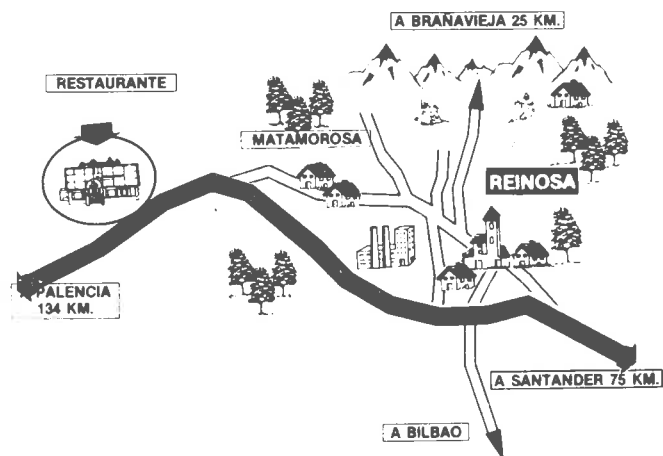 A BRAÑAVIEJA 25 KM.
RESTAURANTE
MATAMOROSA
REINOSA
PALENCIA
134 KM.
A SANTANDER 75 KM.
A BILBAO